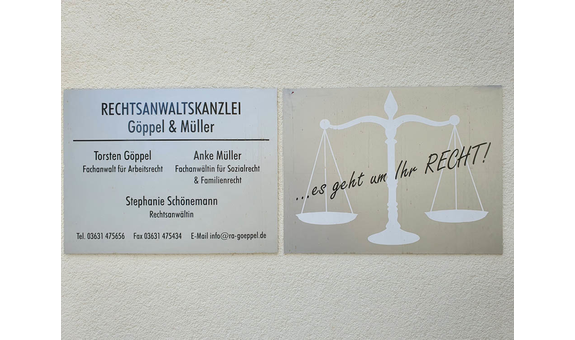 RECHTSANWALTSKANZLEI
Göppel & Müller
Torsten Göppel
Fachanwalt für Arbeitsrecht
Anke Müller
Fachanwältin für Sozialrecht
& Familienrecht
Stephanie Schönemann
Rechtsanwältin
Tel. 03631 475656 Fax 03631 475434 E-Mail info@ra-goeppel.de
...es geht um Ihr RECHT!